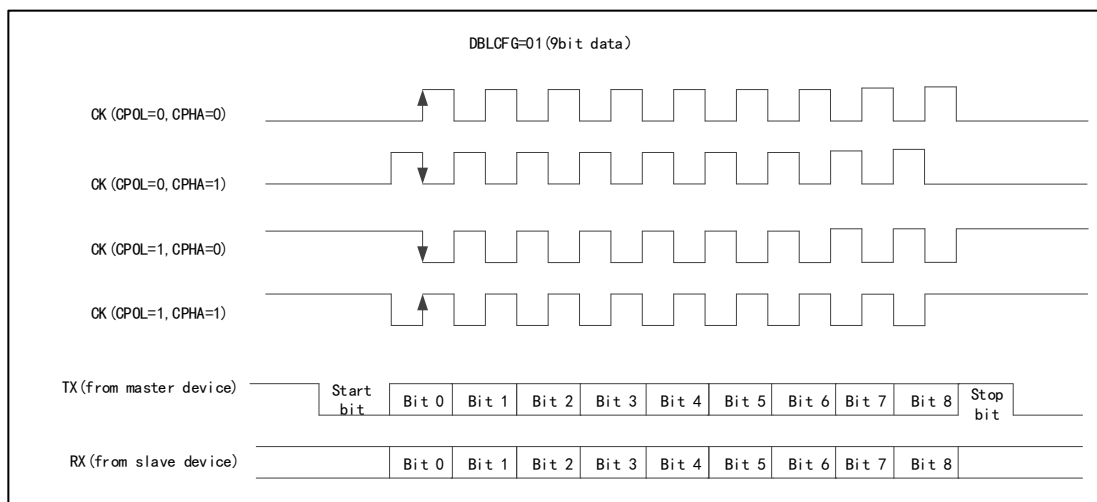 DBLCFG=01(9bit data)
CK(CPOL=0,CPHA=0)
CK(CPOL=0,CPHA=1)
CK(CPOL=1,CPHA=0)
CK(CPOL=1,CPHA=1)
TX(from master device) Start bit Bit 0 Bit 1 Bit 2 Bit 3 Bit 4 Bit 5 Bit 6 Bit 7 Bit 8 Stop bit
RX(from slave device) Bit 0 Bit 1 Bit 2 Bit 3 Bit 4 Bit 5 Bit 6 Bit 7 Bit 8